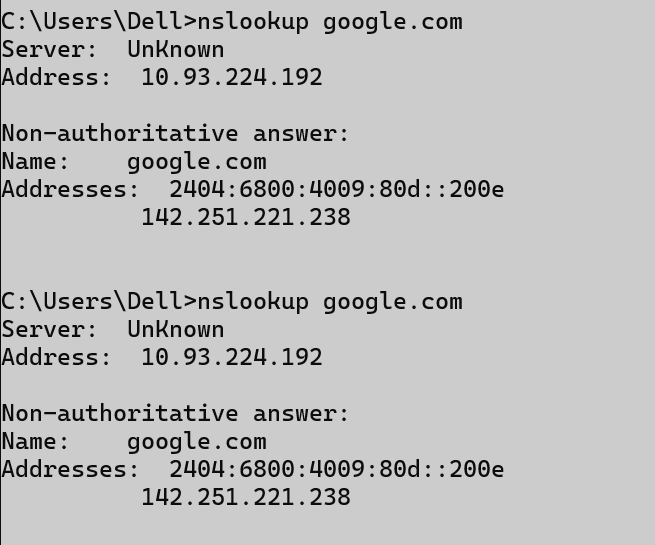 C:\Users\Dell>nslookup google.com
Server:  UnKnown
Address:  10.93.224.192

Non-authoritative answer:
Name:    google.com
Addresses:  2404:6800:4009:80d::200e
          142.251.221.238


C:\Users\Dell>nslookup google.com
Server:  UnKnown
Address:  10.93.224.192

Non-authoritative answer:
Name:    google.com
Addresses:  2404:6800:4009:80d::200e
          142.251.221.238